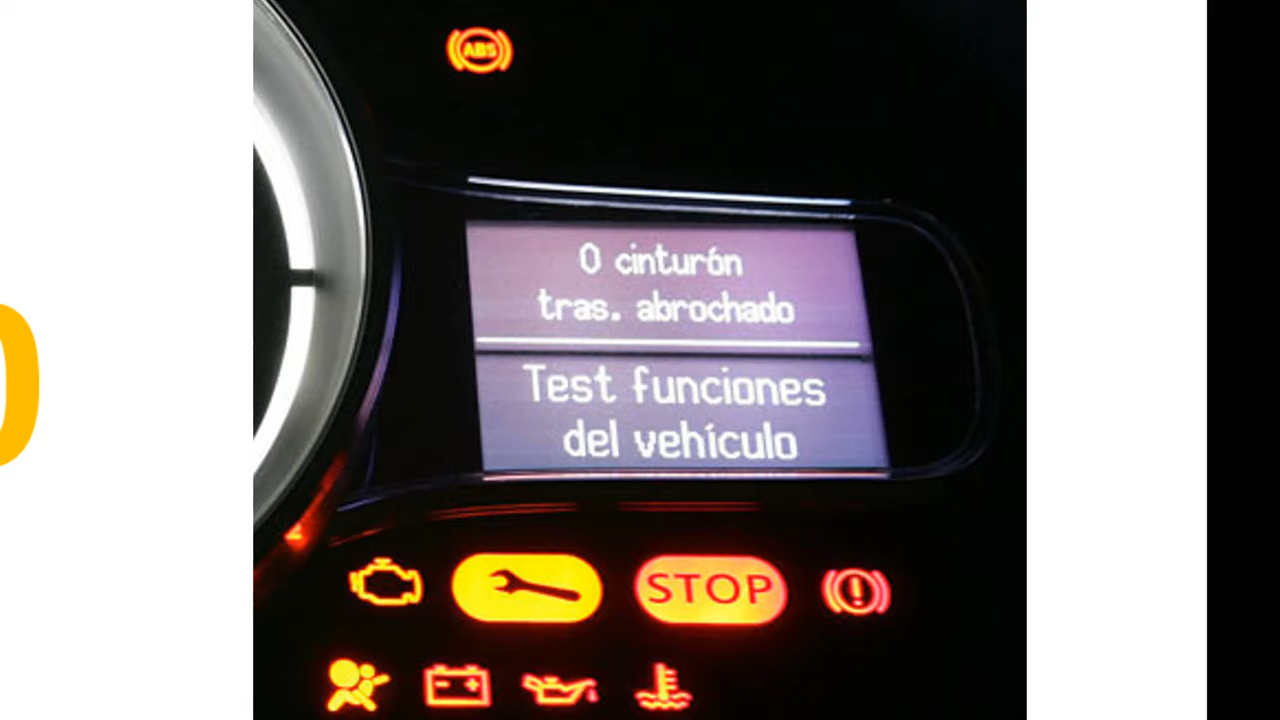 ABS
0 cinturón
tras. abrochado
Test funciones
del vehículo
STOP